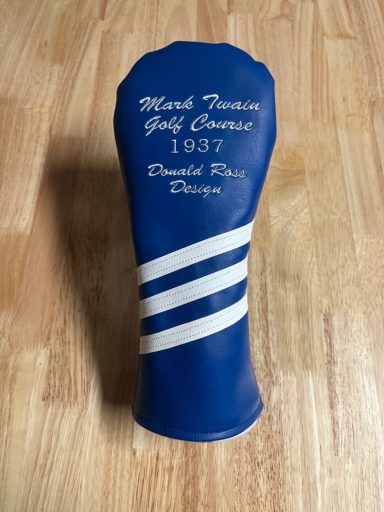 Mark Twain
Golf Course
1937
Donald Ross
Design